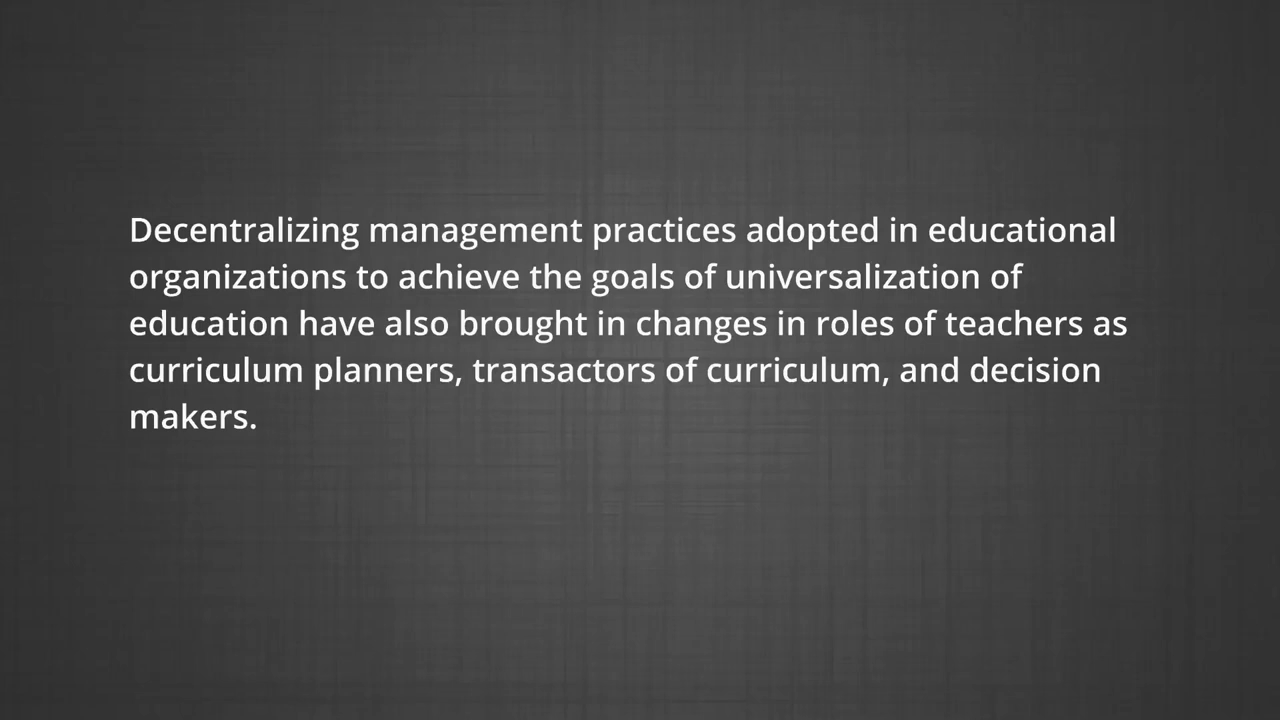 Decentralizing management practices adopted in educational
organizations to achieve the goals of universalization of
education have also brought in changes in roles of teachers as
curriculum planners, transactors of curriculum, and decision
makers.